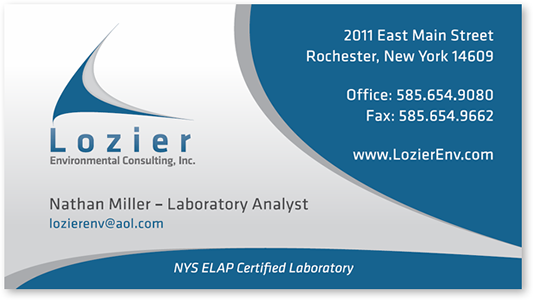 Lozier
Environmental Consulting, Inc.
Nathan Miller – Laboratory Analyst
lozierenv@aol.com
2011 East Main Street
Rochester, New York 14609
Office: 585.654.9080
Fax: 585.654.9662
www.LozierEnv.com
NYS ELAP Certified Laboratory